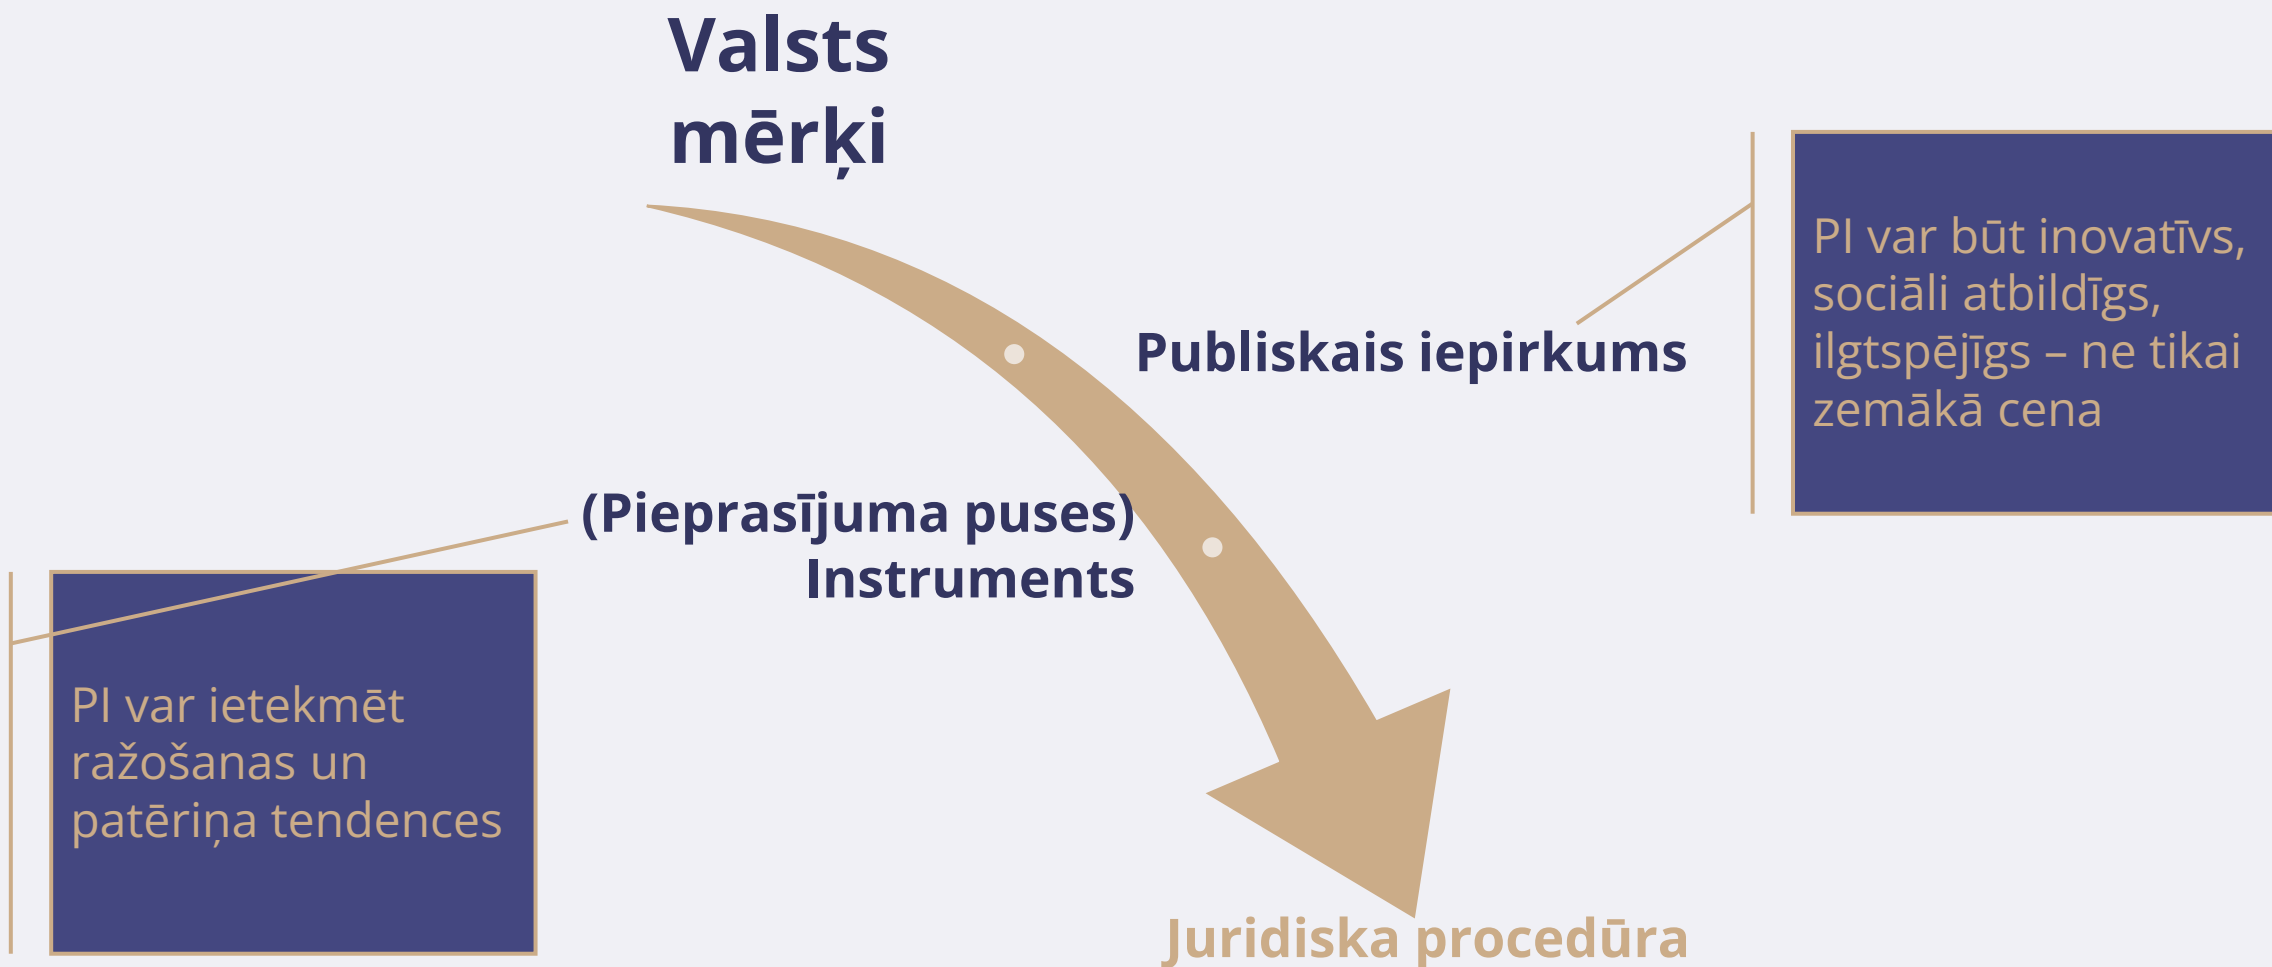 Valsts
mērķi
Publiskais iepirkums
PI var būt inovatīvs,
sociāli atbildīgs,
ilgtspējīgs – ne tikai
zemākā cena
(Pieprasījuma puses)
Instruments
PI var ietekmēt
ražošanas un
patēriņa tendences
Juridiska procedūra